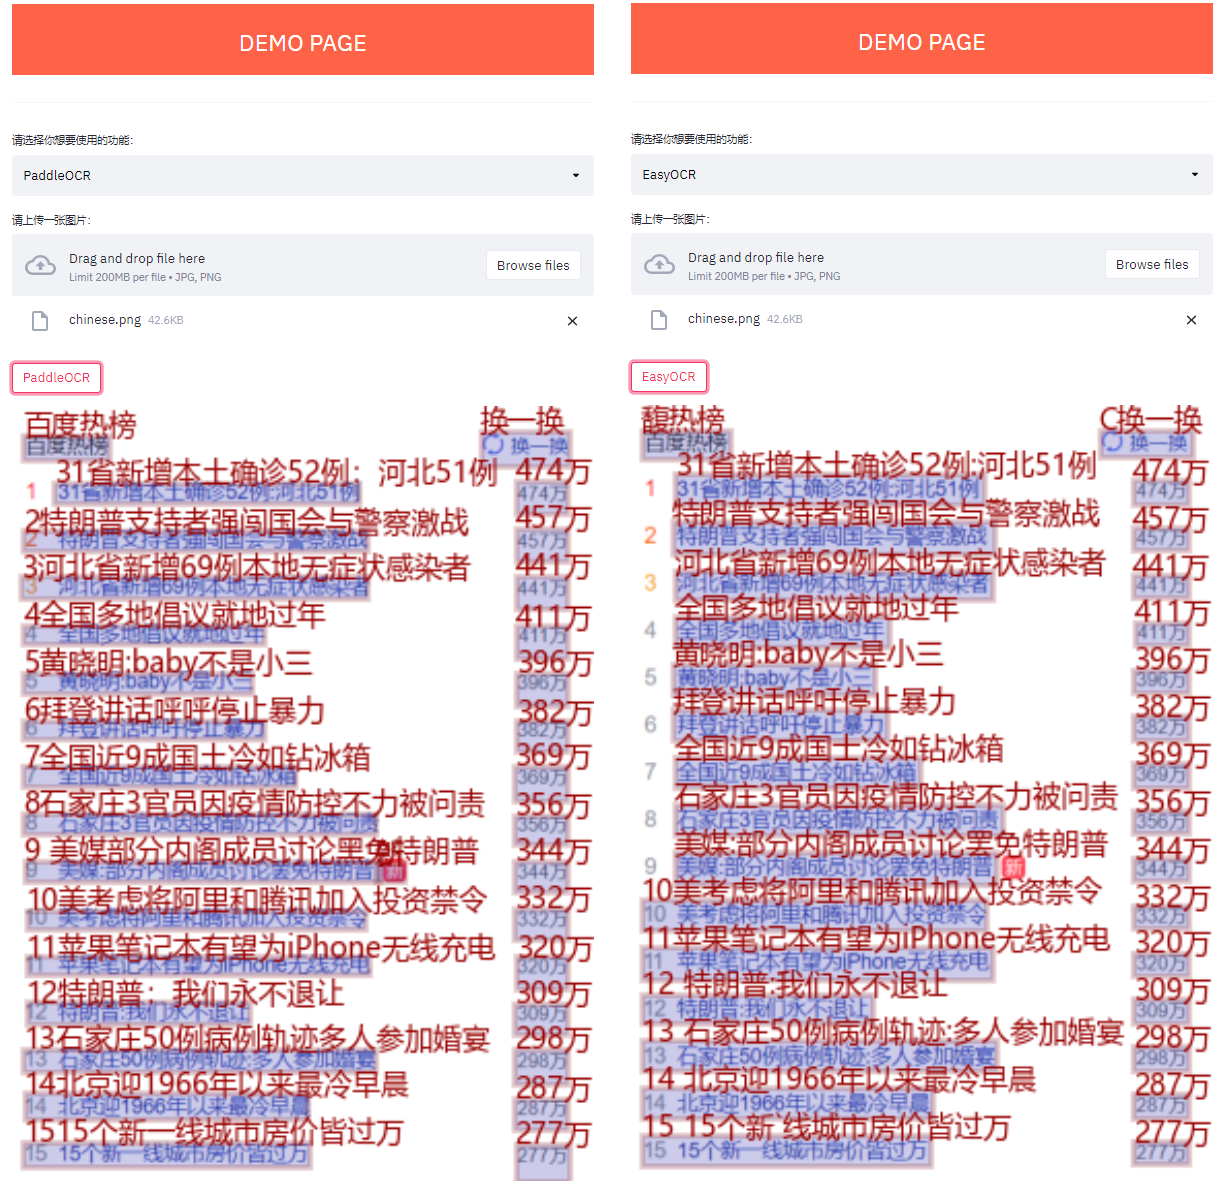 DEMO PAGE
请选择你想要使用的功能:
PaddleOCR
请上传一张图片:
Drag and drop file here
Limit 200MB per file • JPG, PNG
Browse files
chinese.png 42.6KB
PaddleOCR
百度热榜 换一换
百度热榜 换一换
31省新增本土确诊52例：河北51例 474万
1 31省新增本土确诊52例:河北51例 474万
2特朗普支持者强闯国会与警察激战 457万
2 特朗普支持者强闯国会与警察激战 457万
3河北省新增69例本地无症状感染者 441万
3 河北省新增69例本地无症状感染者 441万
4全国多地倡议就地过年 411万
4 全国多地倡议就地过年 411万
5黄晓明:baby不是小三 396万
5 黄晓明:baby不是小三 396万
6拜登讲话呼呼停止暴力 382万
6 拜登讲话呼吁停止暴力 382万
7全国近9成国土冷如钻冰箱 369万
7 全国近9成国土冷如钻冰箱 369万
8石家庄3官员因疫情防控不力被问责 356万
8 石家庄3官员因疫情防控不力被问责 356万
9 美媒部分内阁成员讨论罢免特朗普 344万
9 美媒:部分内阁成员讨论罢免特朗普 新 344万
10美考虑将阿里和腾讯加入投资禁令 332万
10 美考虑将阿里和腾讯加入投资禁令 332万
11苹果笔记本有望为iPhone无线充电 320万
11 苹果笔记本有望为iPhone无线充电 320万
12特朗普：我们永不退让 309万
12 特朗普:我们永不退让 309万
13石家庄50例病例轨迹多人参加婚宴 298万
13 石家庄50例病例轨迹:多人参加婚宴 298万
14北京迎1966年以来最冷早晨 287万
14 北京迎1966年以来最冷早晨 287万
1515个新一线城市房价皆过万 277万
15 15个新一线城市房价皆过万 277万
DEMO PAGE
请选择你想要使用的功能:
EasyOCR
请上传一张图片:
Drag and drop file here
Limit 200MB per file • JPG, PNG
Browse files
chinese.png 42.6KB
EasyOCR
馥热榜 C换一换
百度热榜 换一换
31省新增本土确诊52例:河北51例 474万
1 31省新增本土确诊52例:河北51例 474万
特朗普支持者强闯国会与警察激战 457万
2 特朗普支持者强闯国会与警察激战 457万
河北省新增69例本地无症状感染者 441万
3 河北省新增69例本地无症状感染者 441万
全国多地倡议就地过年 411万
4 全国多地倡议就地过年 411万
黄晓明:baby不是小三 396万
5 黄晓明:baby不是小三 396万
拜登讲话呼吁停止暴力 382万
6 拜登讲话呼吁停止暴力 382万
全国近9成国土冷如钻冰箱 369万
7 全国近9成国土冷如钻冰箱 369万
石家庄3官员因疫情防控不力被问责 356万
8 石家庄3官员因疫情防控不力被问责 356万
美媒:部分内阁成员讨论罢免特朗普 344万
9 美媒:部分内阁成员讨论罢免特朗普 新 344万
10美考虑将阿里和腾讯加入投资禁令 332万
10 美考虑将阿里和腾讯加入投资禁令 332万
11苹果笔记本有望为iPhone无线充电 320万
11 苹果笔记本有望为iPhone无线充电 320万
12 特朗普:我们永不退让 309万
12 特朗普:我们永不退让 309万
13 石家庄50例病例轨迹:多人参加婚宴 298万
13 石家庄50例病例轨迹:多人参加婚宴 298万
14 北京迎1966年以来最冷早晨 287万
14 北京迎1966年以来最冷早晨 287万
15 15个新 线城市房价皆过万 277万
15 15个新一线城市房价皆过万 277万